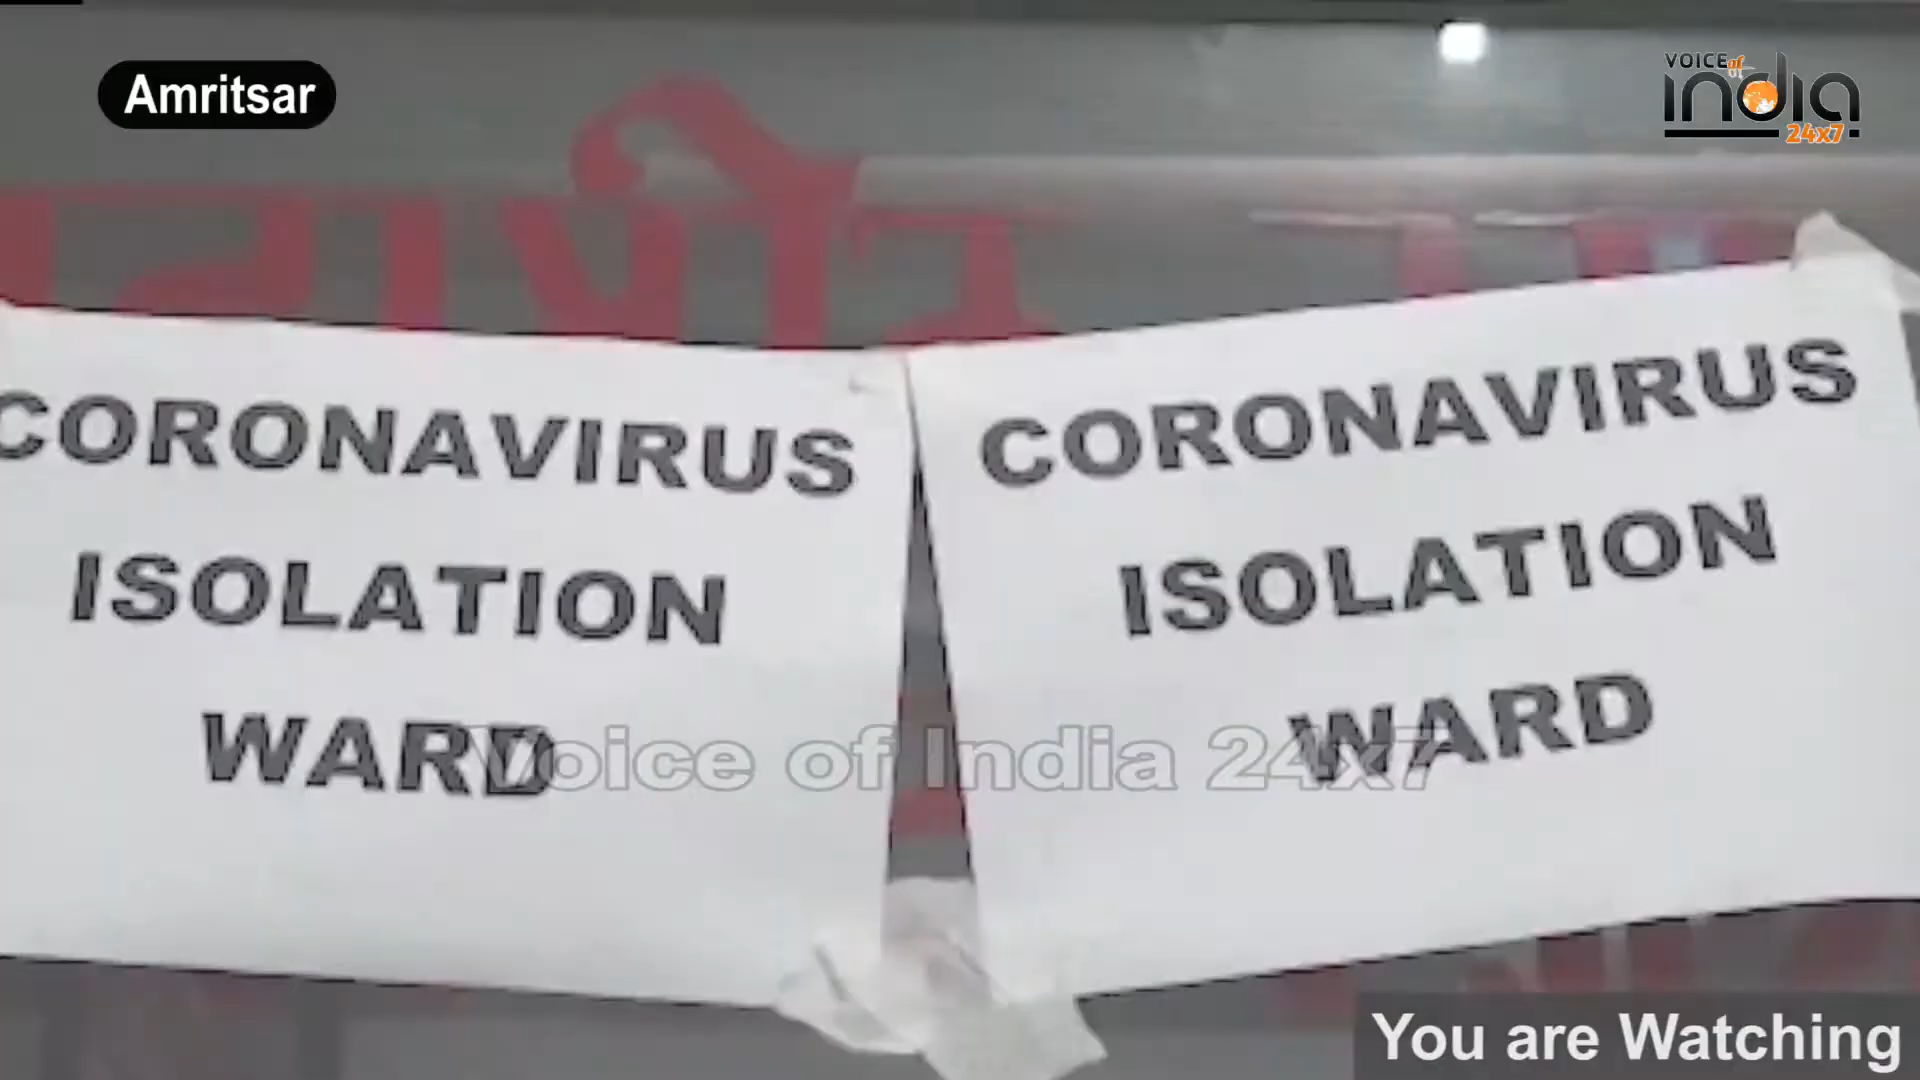 Amritsar
VOICE of
india
24x7
CORONAVIRUS
ISOLATION
WARD
CORONAVIRUS
ISOLATION
WARD
Voice of India 24x7
You are Watching